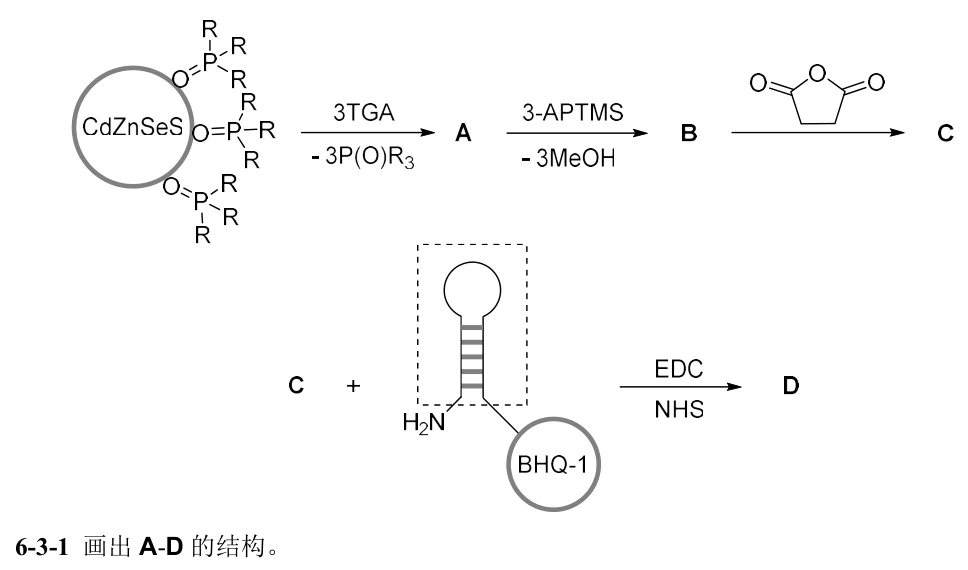 R
R
P
O
R
R
CdZnSeS
O=P-R
R
O
R
P
R
R
3TGA
- 3P(O)R₃
A
3-APTMS
- 3MeOH
B
O
O
O
C
C + 
H₂N
BHQ-1
EDC
NHS
D
6-3-1 画出 A-D 的结构。